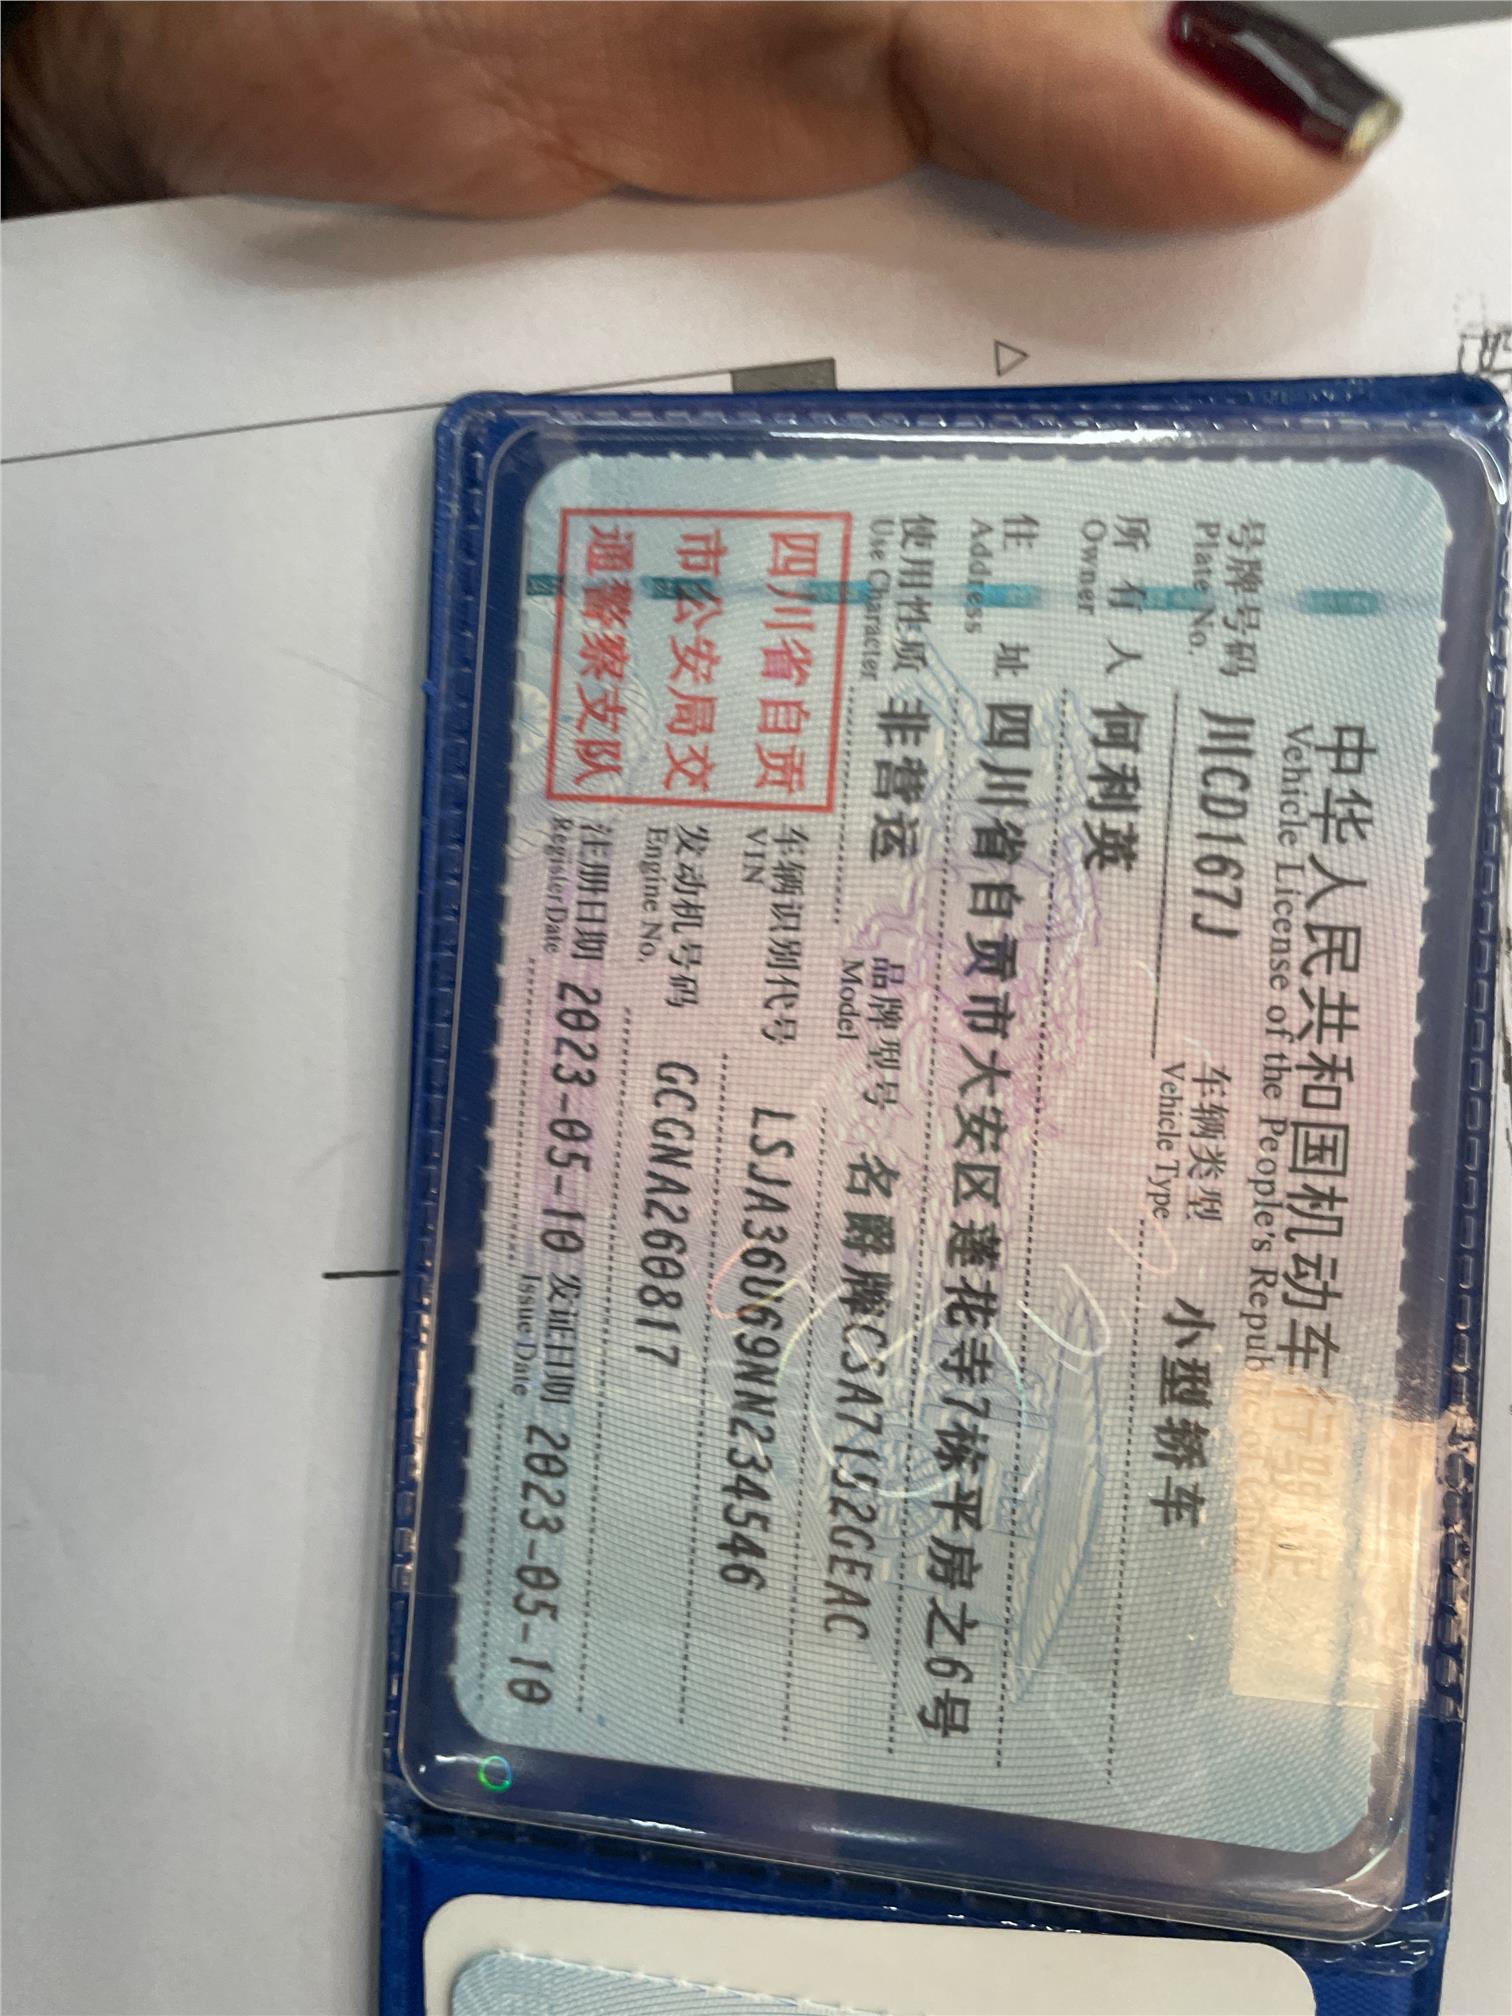 中华人民共和国机动车行驶证
Vehicle License of the People's Republic of China
号牌号码 川CD167J 车辆类型 小型轿车
Plate No. Vehicle Type
所有人 何利英
Owner
住址 四川省自贡市大安区莲花寺7栋平房之6号
Address
使用性质 非营运 品牌型号 名爵牌CSA7152GEAC
Use Character Model
四川省自贡
市公安局交
通警察支队
车辆识别代号 LSJA36U69NN234546
VIN
发动机号码 GCGNA260817
Engine No.
注册日期 2023-05-10 发证日期 2023-05-10
Register Date Issue Date